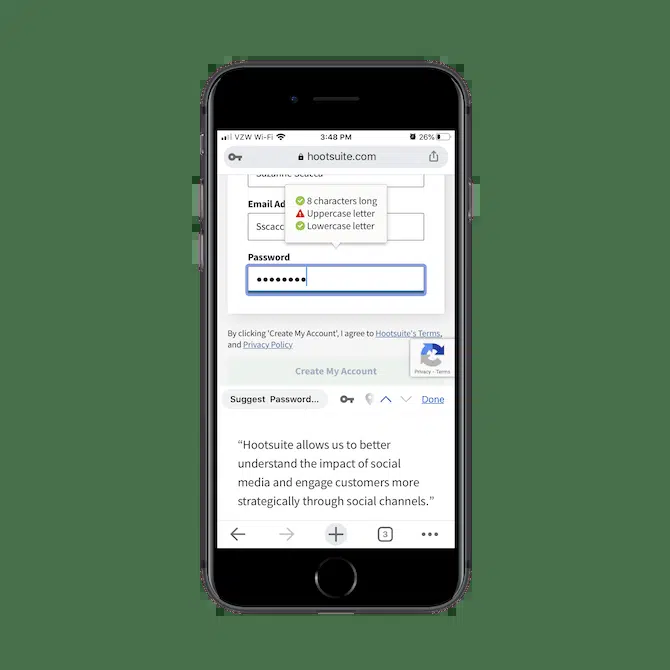 VZW Wi-Fi
3:48 PM
26%
hootsuite.com
Suzanne Scacca
8 characters long
Email Ad
Uppercase letter
Sscacc
Lowercase letter
Password
••••••••
By clicking 'Create My Account', I agree to Hootsuite's Terms,
and Privacy Policy
Privacy - Terms
Create My Account
Suggest Password...
Done
“Hootsuite allows us to better
understand the impact of social
media and engage customers more
strategically through social channels.”
3